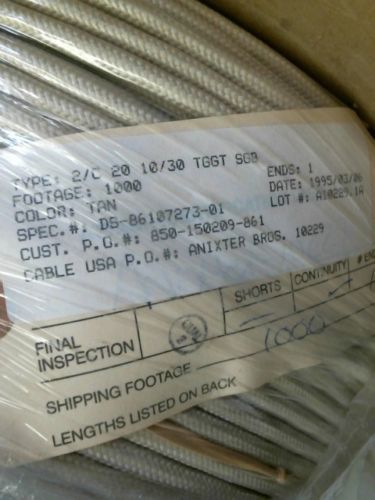 TYPE: 2/C 20 10/30 TGGT SGB
FOOTAGE: 1000 ENDS: 1
COLOR: TAN DATE: 1995/03/06
SPEC.#: DS-86107273-01 LOT #: A10229.1A
CUST. P.O.#: 850-150209-861
CABLE USA P.O.#: ANIXTER BROS. 10229
SHORTS CONTINUITY # EN
FINAL
INSPECTION
1000
SHIPPING FOOTAGE
LENGTHS LISTED ON BACK